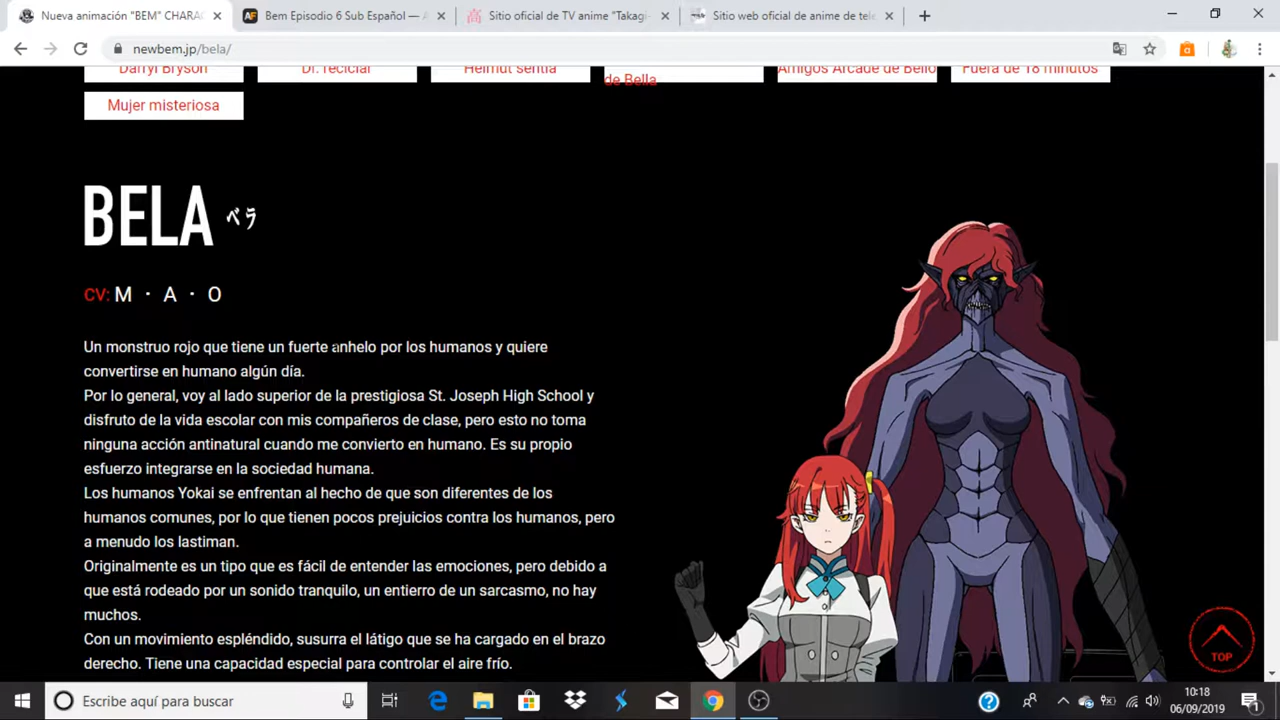 Nueva animación "BEM" CHARAC
Bem Episodio 6 Sub Español — A
Sitio oficial de TV anime "Takagi-
Sitio web oficial de anime de tele
newbem.jp/bela/
Darryl Bryson
Dr. reciclar
Helmut sentia
de Bella
Amigos Arcade de Bello
Fuera de 18 minutos
Mujer misteriosa
BELA ベラ
CV: M ・ A ・ O
Un monstruo rojo que tiene un fuerte anhelo por los humanos y quiere
convertirse en humano algún día.
Por lo general, voy al lado superior de la prestigiosa St. Joseph High School y
disfruto de la vida escolar con mis compañeros de clase, pero esto no toma
ninguna acción antinatural cuando me convierto en humano. Es su propio
esfuerzo integrarse en la sociedad humana.
Los humanos Yokai se enfrentan al hecho de que son diferentes de los
humanos comunes, por lo que tienen pocos prejuicios contra los humanos, pero
a menudo los lastiman.
Originalmente es un tipo que es fácil de entender las emociones, pero debido a
que está rodeado por un sonido tranquilo, un entierro de un sarcasmo, no hay
muchos.
Con un movimiento espléndido, susurra el látigo que se ha cargado en el brazo
derecho. Tiene una capacidad especial para controlar el aire frío.
TOP
Escribe aquí para buscar
10:18
06/09/2019
1